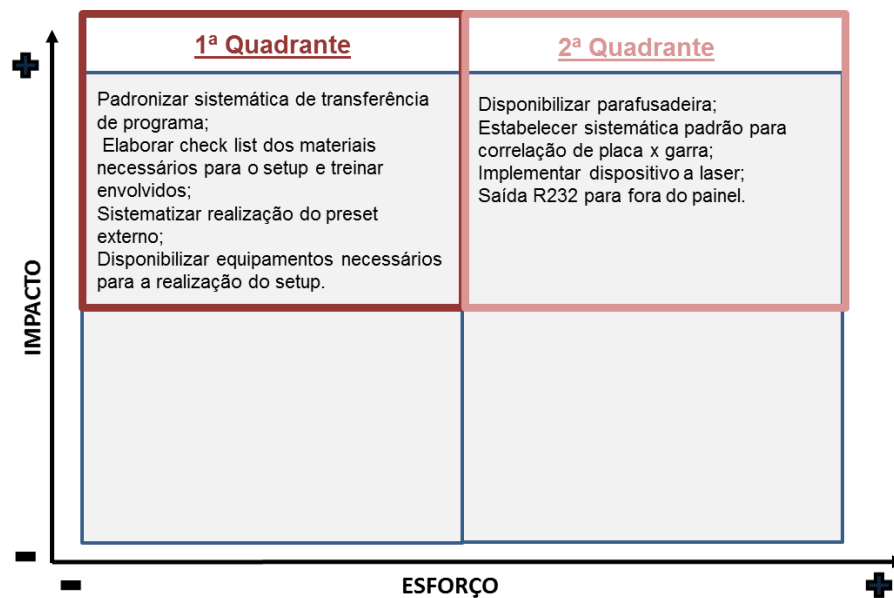 1ª Quadrante
2ª Quadrante
Padronizar sistemática de transferência
de programa;
Elaborar check list dos materiais
necessários para o setup e treinar
envolvidos;
Sistematizar realização do preset
externo;
Disponibilizar equipamentos necessários
para a realização do setup.
Disponibilizar parafusadeira;
Estabelecer sistemática padrão para
correlação de placa x garra;
Implementar dispositivo a laser;
Saída R232 para fora do painel.
IMPACTO
ESFORÇO